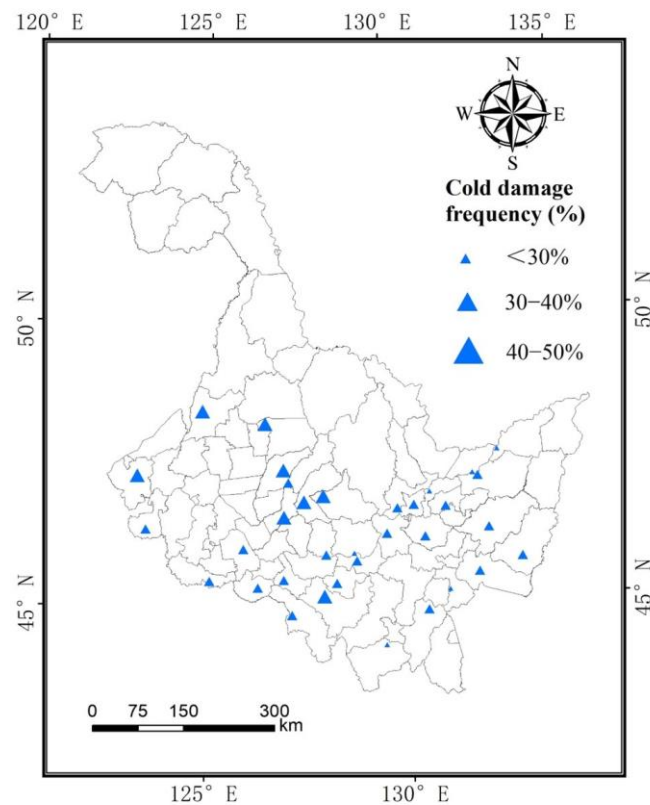 120° E 125° E 130° E 135° E
N
W E
S
Cold damage
frequency (%)
<30%
30-40%
40-50%
50° N 50° N
45° N 45° N
0 75 150 300
km
125° E 130° E